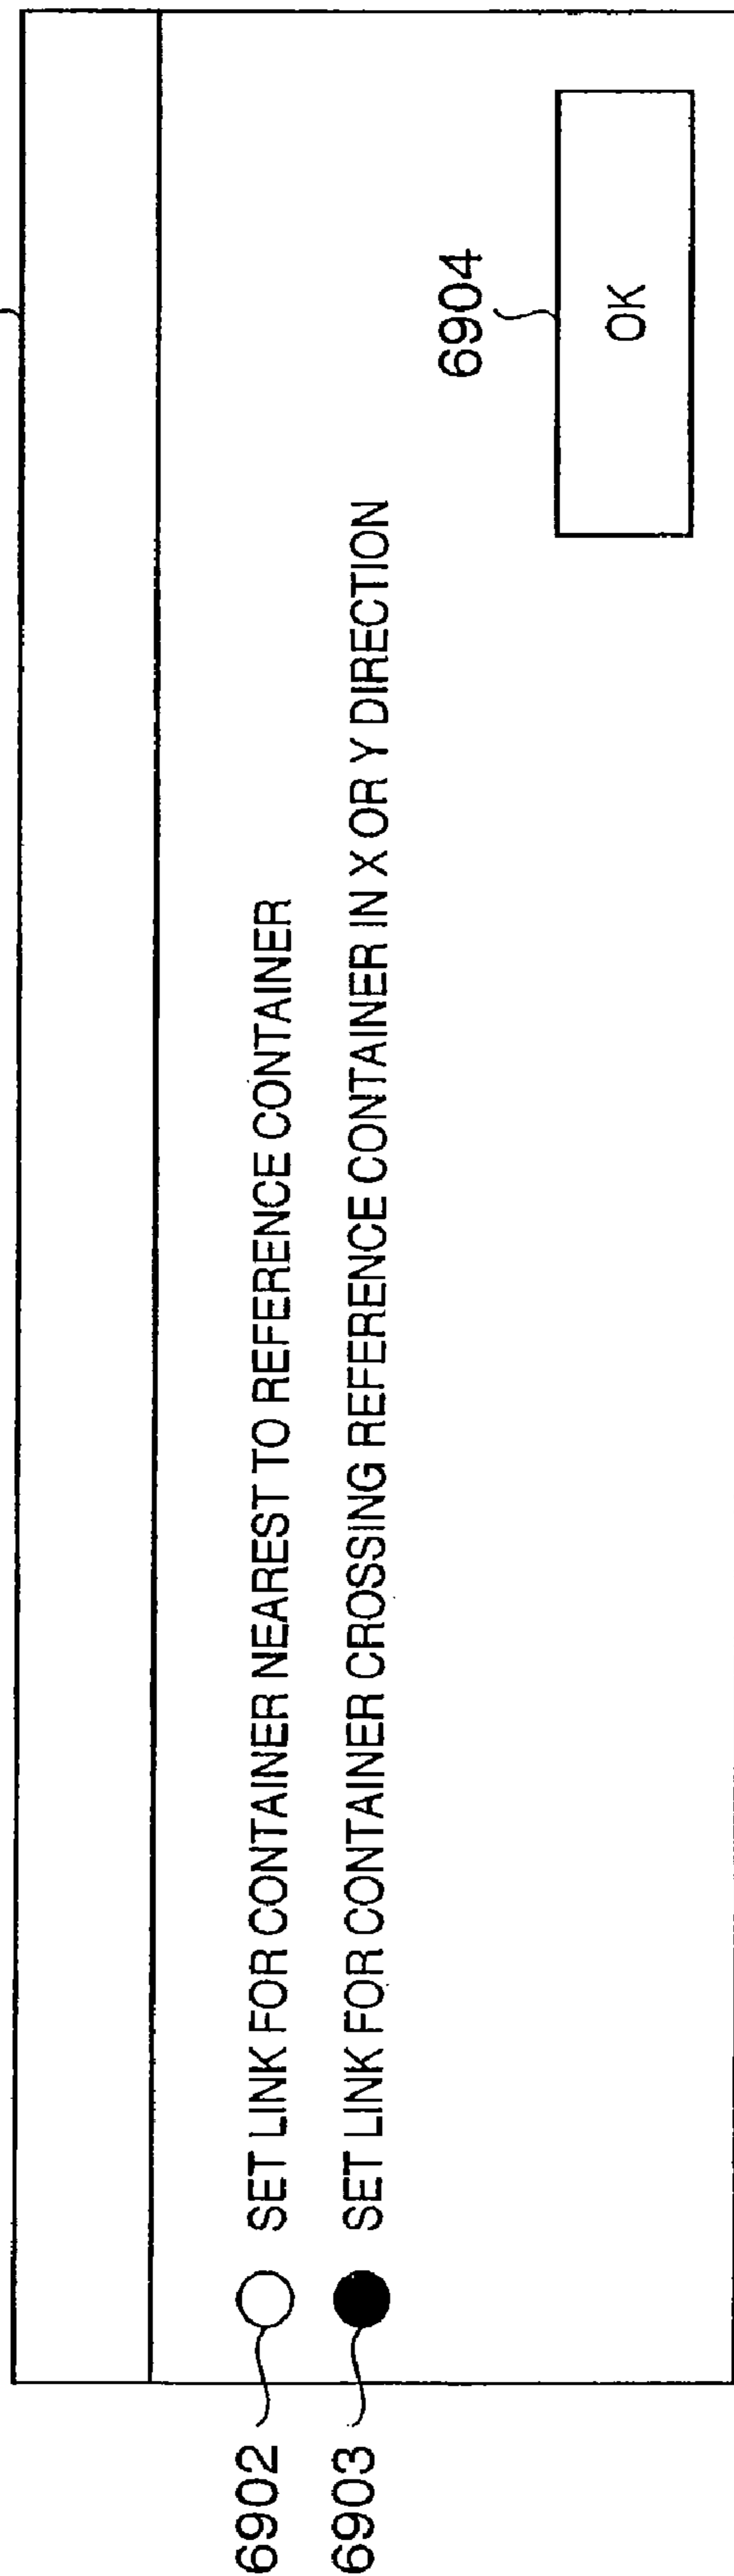 6902
SET LINK FOR CONTAINER NEAREST TO REFERENCE CONTAINER
6903
SET LINK FOR CONTAINER CROSSING REFERENCE CONTAINER IN X OR Y DIRECTION
6904
OK